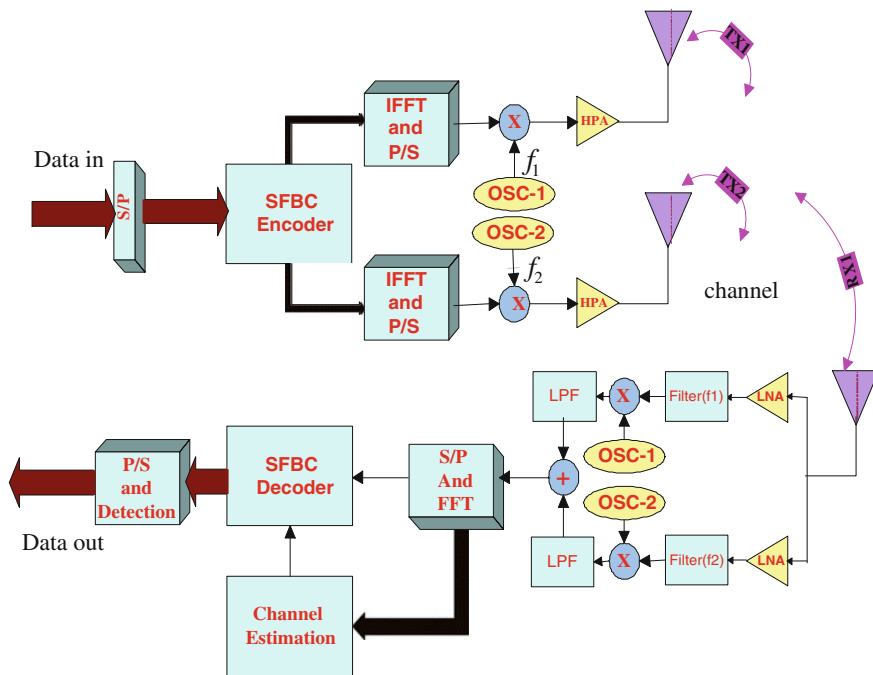 TX1
IFFT
and
P/S
X
HPA
Data in
S/P
SFBC
Encoder
f1
OSC-1
OSC-2
f2
TX2
IFFT
and
P/S
X
HPA
channel
RX1
LPF
X
Filter(f1)
LNA
OSC-1
P/S
and
Detection
SFBC
Decoder
S/P
And
FFT
+
OSC-2
Data out
LPF
X
Filter(f2)
LNA
Channel
Estimation